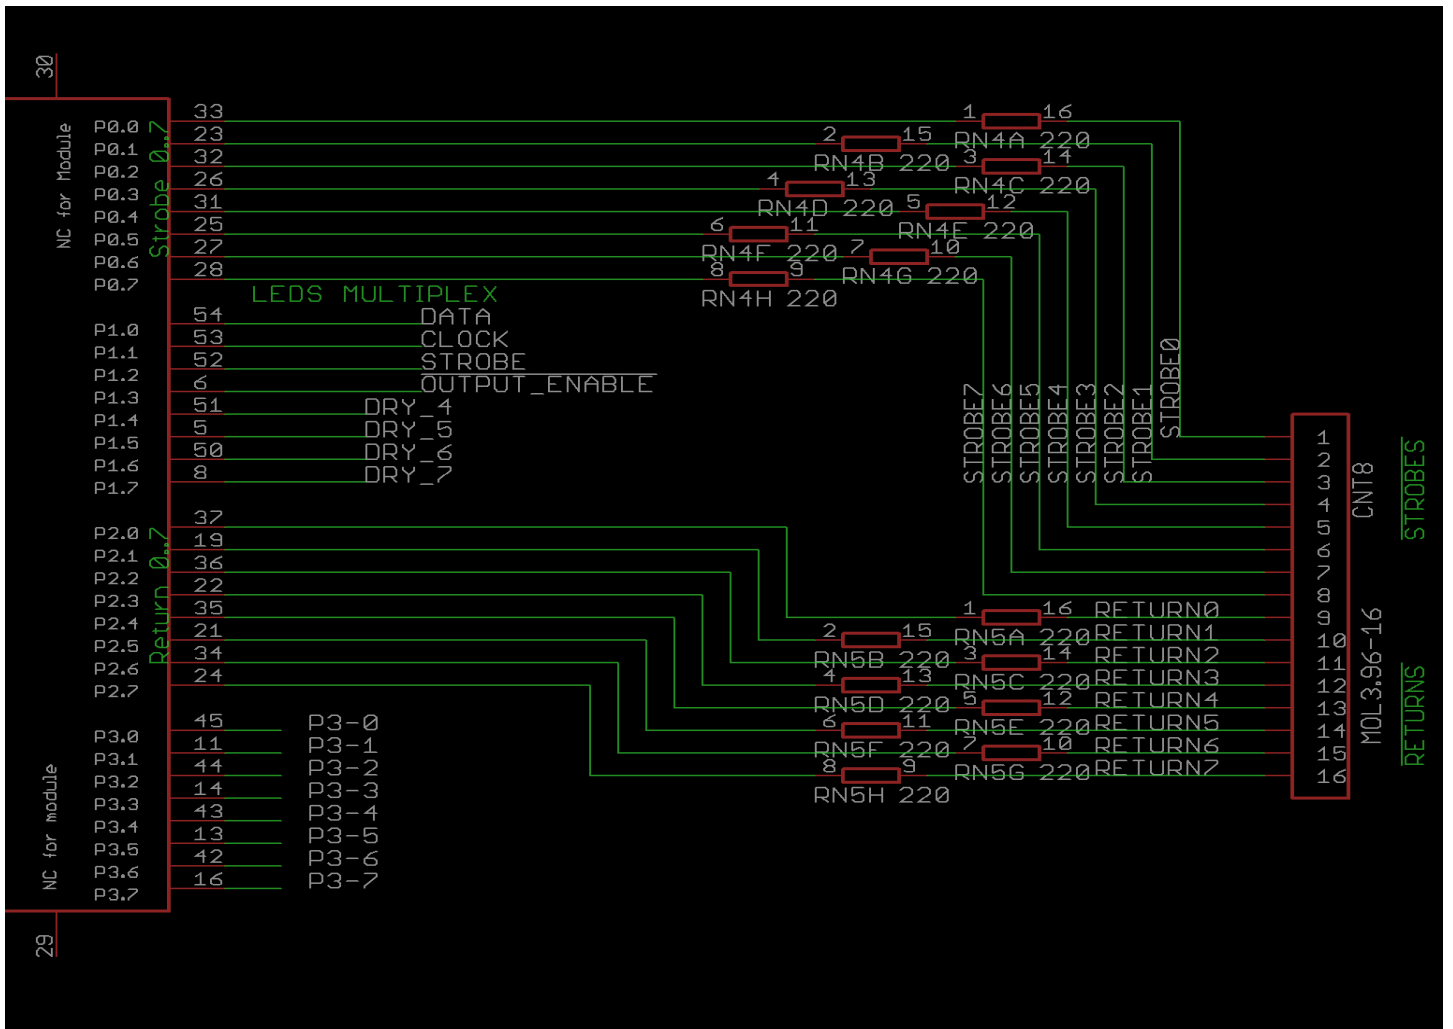 30
NC for Module
Strobe 0..7
P0.0 33
P0.1 23
P0.2 32
P0.3 26
P0.4 31
P0.5 25
P0.6 27
P0.7 28
1 16
RN4A 220
2 15
RN4B 220
3 14
RN4C 220
4 13
RN4D 220
5 12
RN4E 220
6 11
RN4F 220
7 10
RN4G 220
8 9
RN4H 220
LEDS MULTIPLEX
P1.0 54 DATA
P1.1 53 CLOCK
P1.2 52 STROBE
P1.3 6 OUTPUT_ENABLE
P1.4 51 DRY_4
P1.5 5 DRY_5
P1.6 50 DRY_6
P1.7 8 DRY_7
STROBE7
STROBE6
STROBE5
STROBE4
STROBE3
STROBE2
STROBE1
STROBE0
Return 0..7
P2.0 37
P2.1 19
P2.2 36
P2.3 22
P2.4 35
P2.5 21
P2.6 34
P2.7 24
1 16 RETURN0
RN5A 220
2 15 RETURN1
RN5B 220
3 14 RETURN2
RN5C 220
4 13 RETURN3
RN5D 220
5 12 RETURN4
RN5E 220
6 11 RETURN5
RN5F 220
7 10 RETURN6
RN5G 220
8 9 RETURN7
RN5H 220
1
2
3
4
5
6
7
8
9
10
11
12
13
14
15
16
CNT8
MOL3.96-16
STROBES
RETURNS
NC for module
P3.0 45 P3-0
P3.1 11 P3-1
P3.2 44 P3-2
P3.3 14 P3-3
P3.4 43 P3-4
P3.5 13 P3-5
P3.6 42 P3-6
P3.7 16 P3-7
29